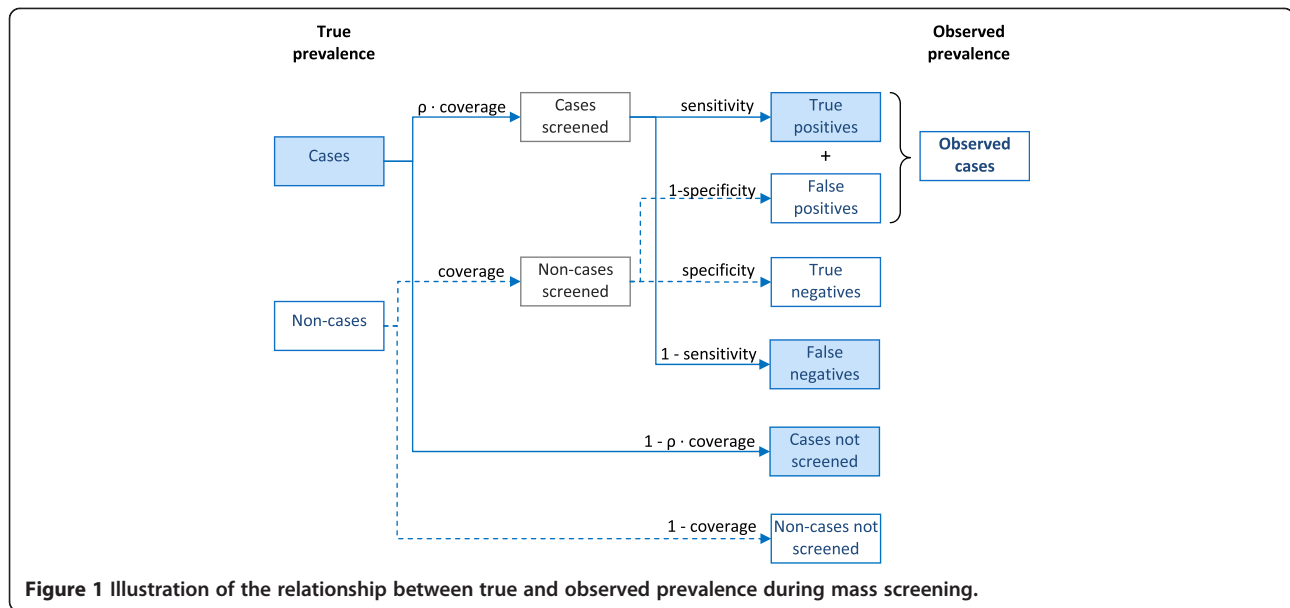 True
prevalence
Observed
prevalence
ρ · coverage
Cases
screened
sensitivity
True
positives
+
Cases
Observed
cases
1-specificity
False
positives
coverage
Non-cases
screened
specificity
True
negatives
Non-cases
1 - sensitivity
False
negatives
1 - ρ · coverage
Cases not
screened
1 - coverage
Non-cases not
screened
Figure 1 Illustration of the relationship between true and observed prevalence during mass screening.